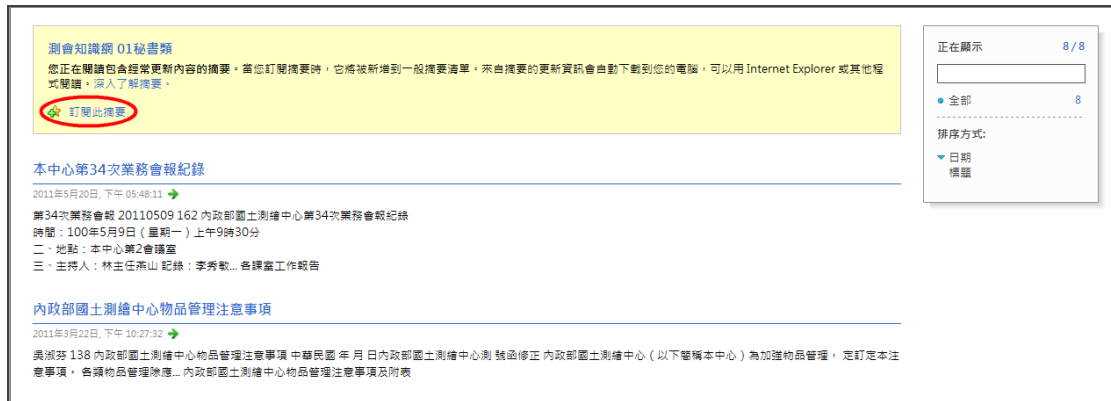 測會知識網 01秘書類
您正在閱讀包含經常更新內容的摘要。當您訂閱摘要時，它將被新增到一般摘要清單。來自摘要的更新資訊會自動下載到您的電腦，可以用 Internet Explorer 或其他程
式閱讀。深入了解摘要。
訂閱此摘要
本中心第34次業務會報紀錄
2011年5月20日, 下午 05:48:11
第34次業務會報 20110509 162 內政部國土測繪中心第34次業務會報紀錄
時間：100年5月9日（星期一）上午9時30分
二、地點：本中心第2會議室
三、主持人：林主任燕山 記錄：李秀敏... 各課室工作報告
內政部國土測繪中心物品管理注意事項
2011年3月22日, 下午 10:27:32
吳淑芬 138 內政部國土測繪中心物品管理注意事項 中華民國 年 月 日內政部國土測繪中心測 號函修正 內政部國土測繪中心（以下簡稱本中心）為加強物品管理， 定訂定本注
意事項。 各類物品管理除應... 內政部國土測繪中心物品管理注意事項及附表
正在顯示 8 / 8
全部 8
排序方式:
日期
標題